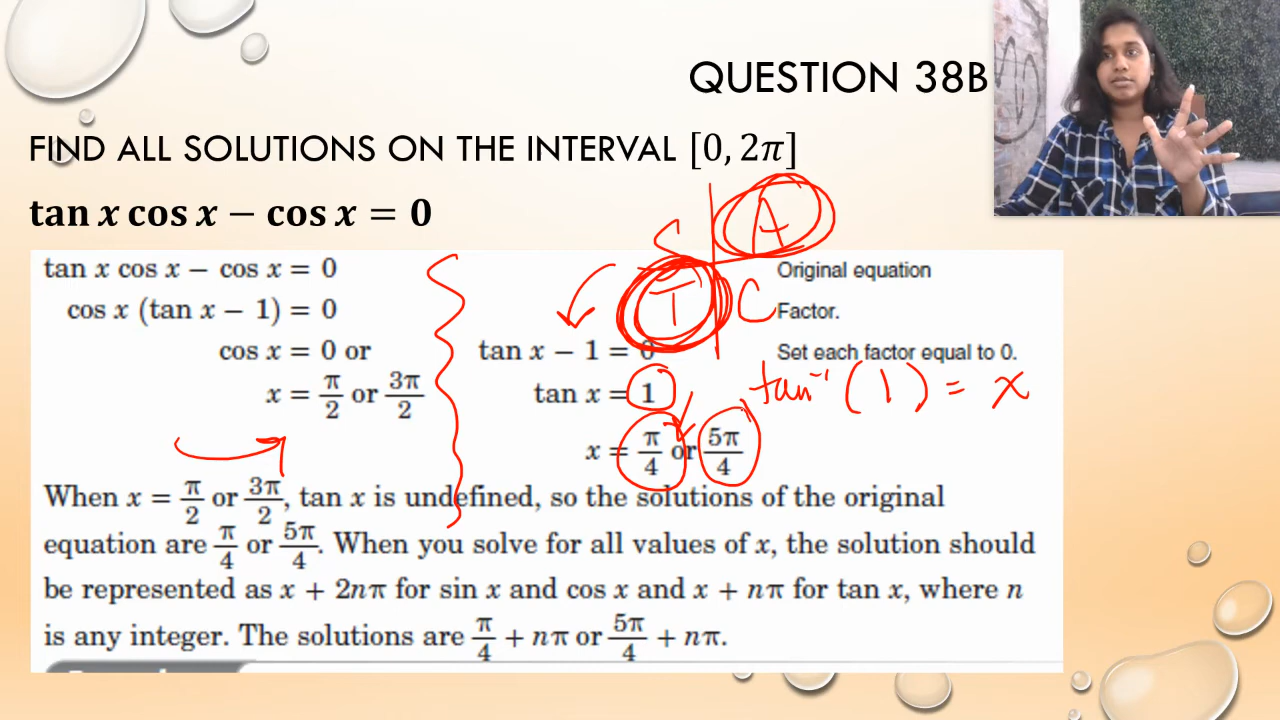 QUESTION 38B
FIND ALL SOLUTIONS ON THE INTERVAL [0, 2π]
tan x cos x − cos x = 0
S A
T C
tan x cos x − cos x = 0 Original equation
cos x (tan x − 1) = 0 Factor.
cos x = 0 or tan x − 1 = 0 Set each factor equal to 0.
x = π/2 or 3π/2 tan x = 1 tan⁻¹(1) = x
x = π/4 or 5π/4
When x = π/2 or 3π/2, tan x is undefined, so the solutions of the original
equation are π/4 or 5π/4. When you solve for all values of x, the solution should
be represented as x + 2nπ for sin x and cos x and x + nπ for tan x, where n
is any integer. The solutions are π/4 + nπ or 5π/4 + nπ.